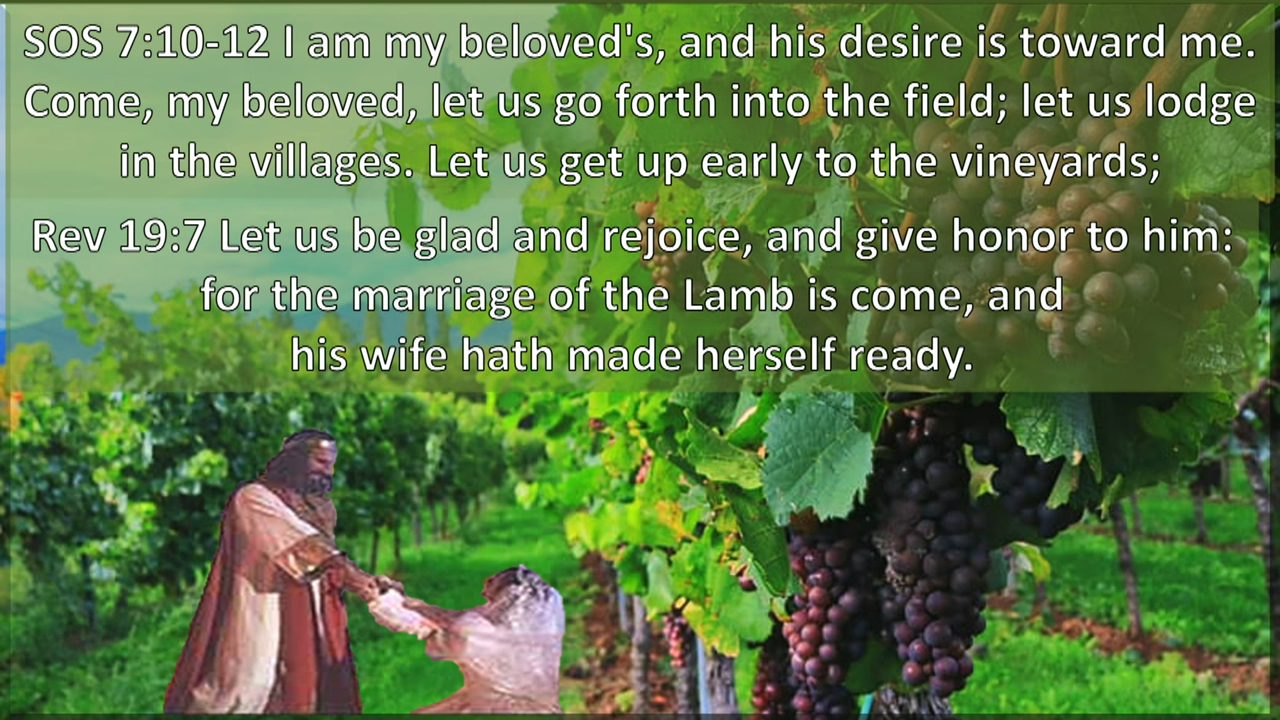 SOS 7:10-12 I am my beloved's, and his desire is toward me.
Come, my beloved, let us go forth into the field; let us lodge
in the villages. Let us get up early to the vineyards;
Rev 19:7 Let us be glad and rejoice, and give honor to him:
for the marriage of the Lamb is come, and
his wife hath made herself ready.